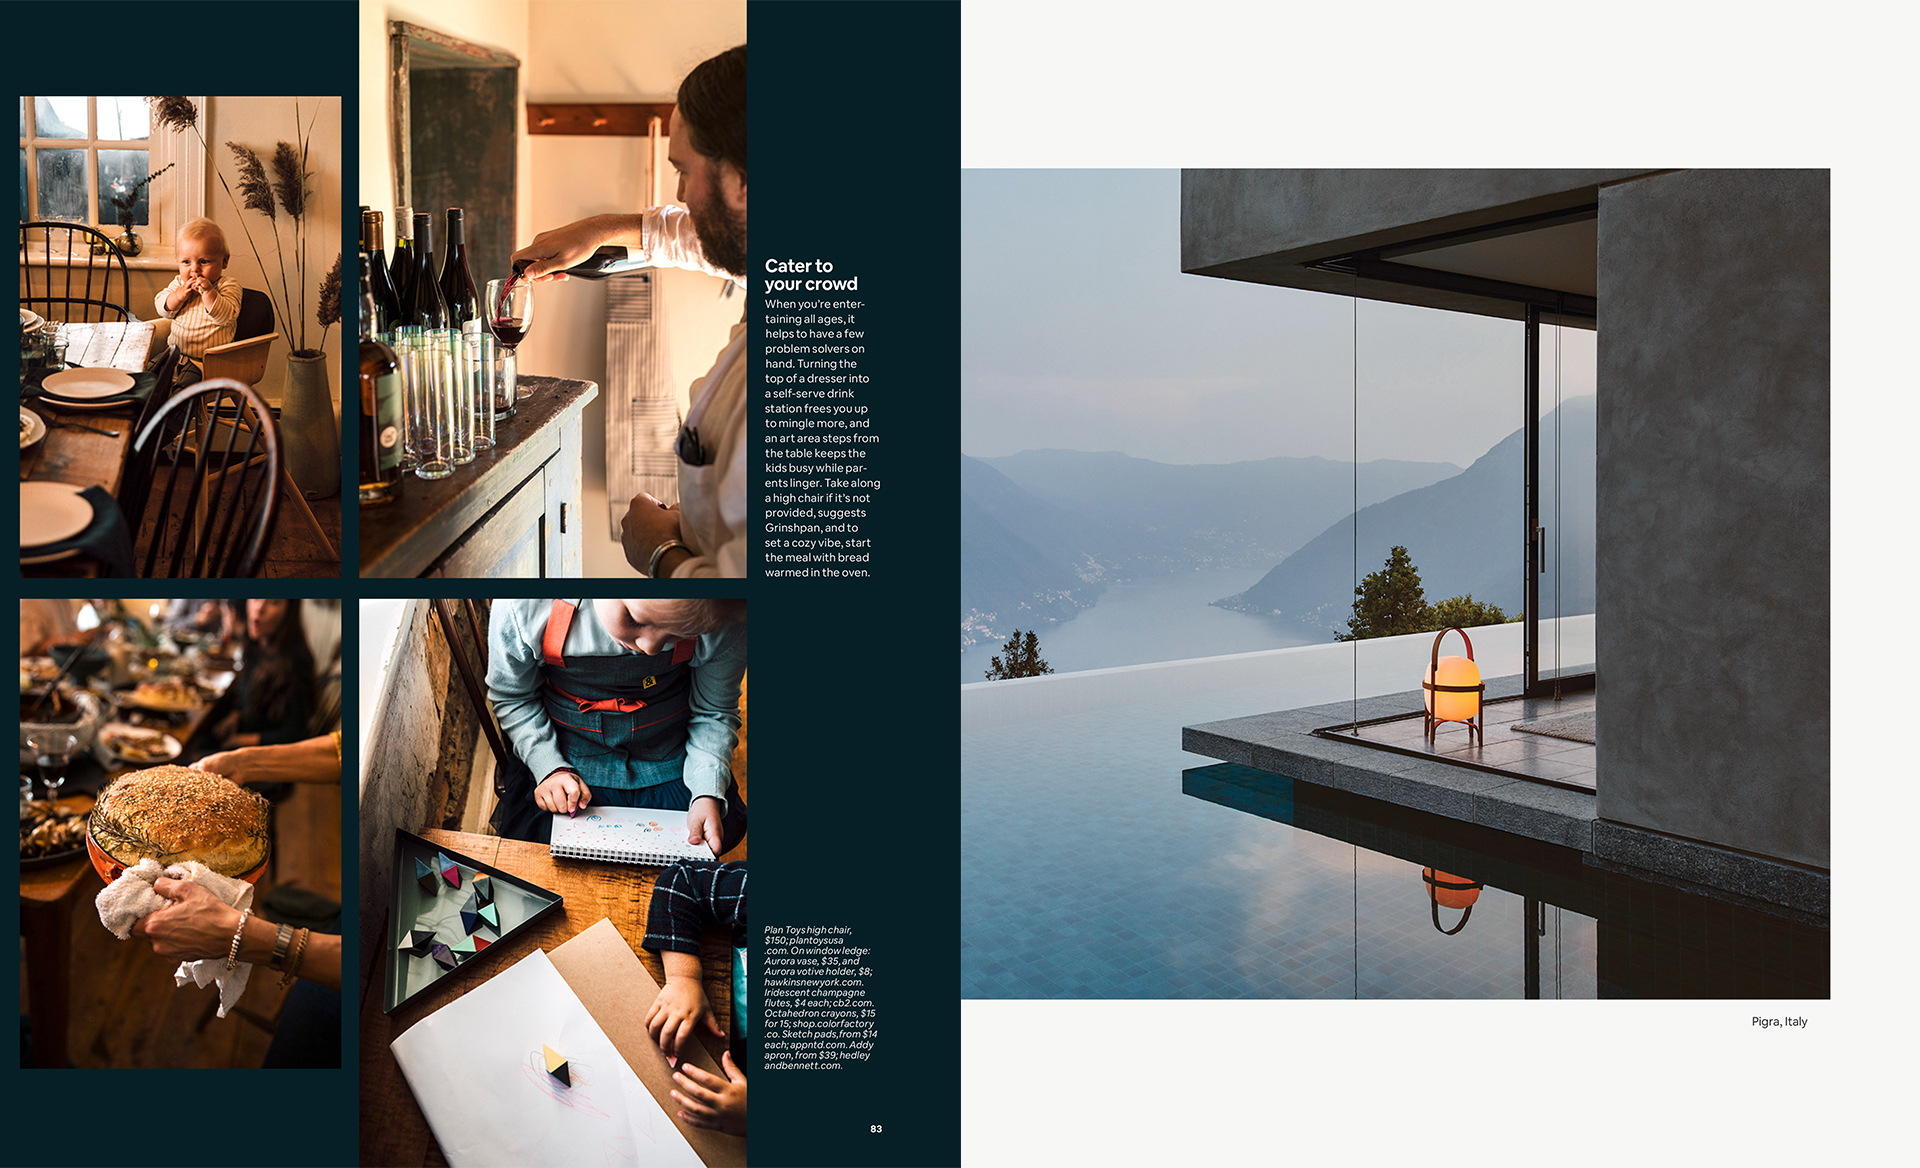 Cater to
your crowd
When you're enter-
taining all ages, it
helps to have a few
problem solvers on
hand. Turning the
top of a dresser into
a self-serve drink
station frees you up
to mingle more, and
an art area steps from
the table keeps the
kids busy while par-
ents linger. Take along
a high chair if it's not
provided, suggests
Grinshpan, and to
set a cozy vibe, start
the meal with bread
warmed in the oven.
Plan Toys high chair,
$150; plantoysusa
.com. On window ledge:
Aurora vase, $35, and
Aurora votive holder, $8;
hawkinsnewyork.com.
Iridescent champagne
flutes, $4 each; cb2.com.
Octahedron crayons, $15
for 15; shop.colorfactory
.co. Sketch pads, from $14
each; appntd.com. Addy
apron, from $39; hedley
andbennett.com.
83
Pigra, Italy